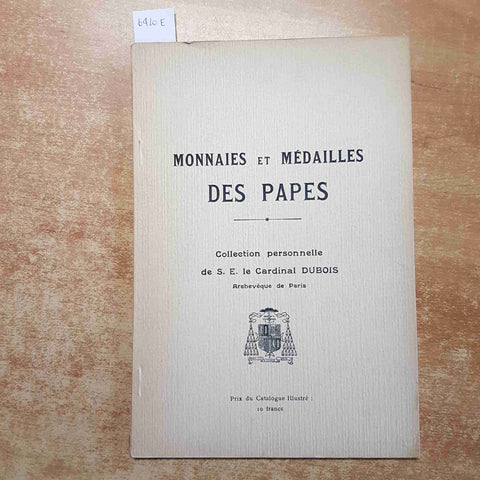 6910 E
MONNAIES ET MÉDAILLES
DES PAPES
Collection personnelle
de S. E. le Cardinal DUBOIS
Archevêque de Paris
Prix du Catalogue Illustré :
10 francs